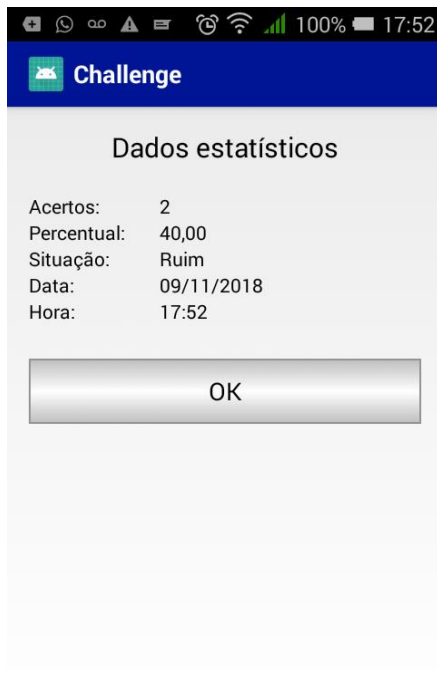 100% 17:52
Challenge
Dados estatísticos
Acertos: 2
Percentual: 40,00
Situação: Ruim
Data: 09/11/2018
Hora: 17:52
OK